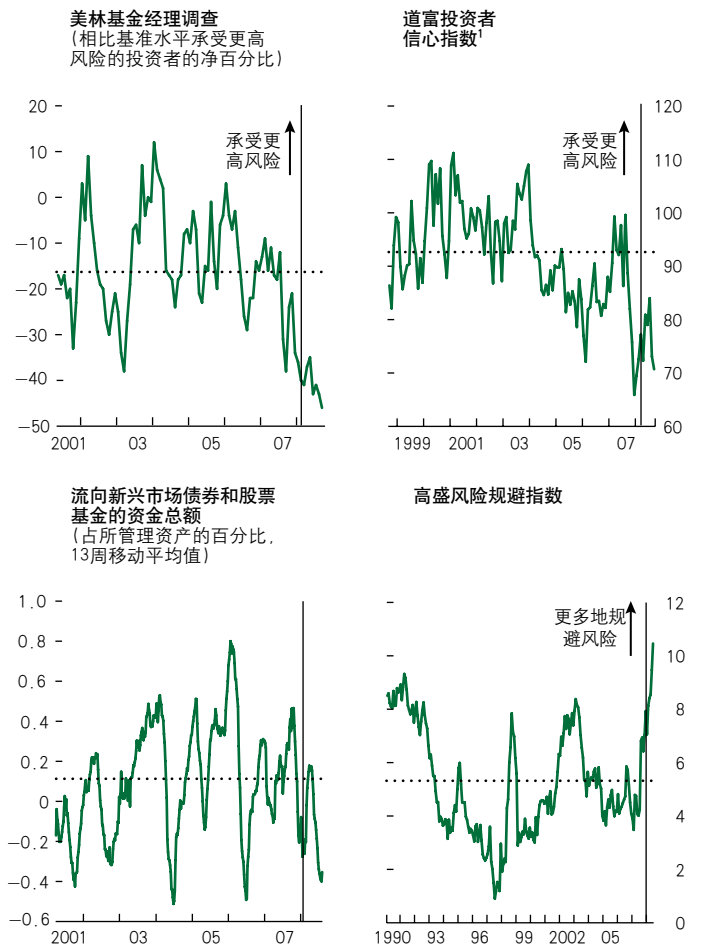 美林基金经理调查
(相比基准水平承受更高
风险的投资者的净百分比)
20
10
0
−10
−20
−30
−40
−50
承受更
高风险
2001 03 05 07
道富投资者
信心指数¹
120
110
100
90
80
70
60
承受更
高风险
1999 2001 03 05 07
流向新兴市场债券和股票
基金的资金总额
(占所管理资产的百分比,
13周移动平均值)
1.0
0.8
0.6
0.4
0.2
0
−0.2
−0.4
−0.6
2001 03 05 07
高盛风险规避指数
12
10
8
6
4
2
0
更多地规
避风险
1990 93 96 99 2002 05